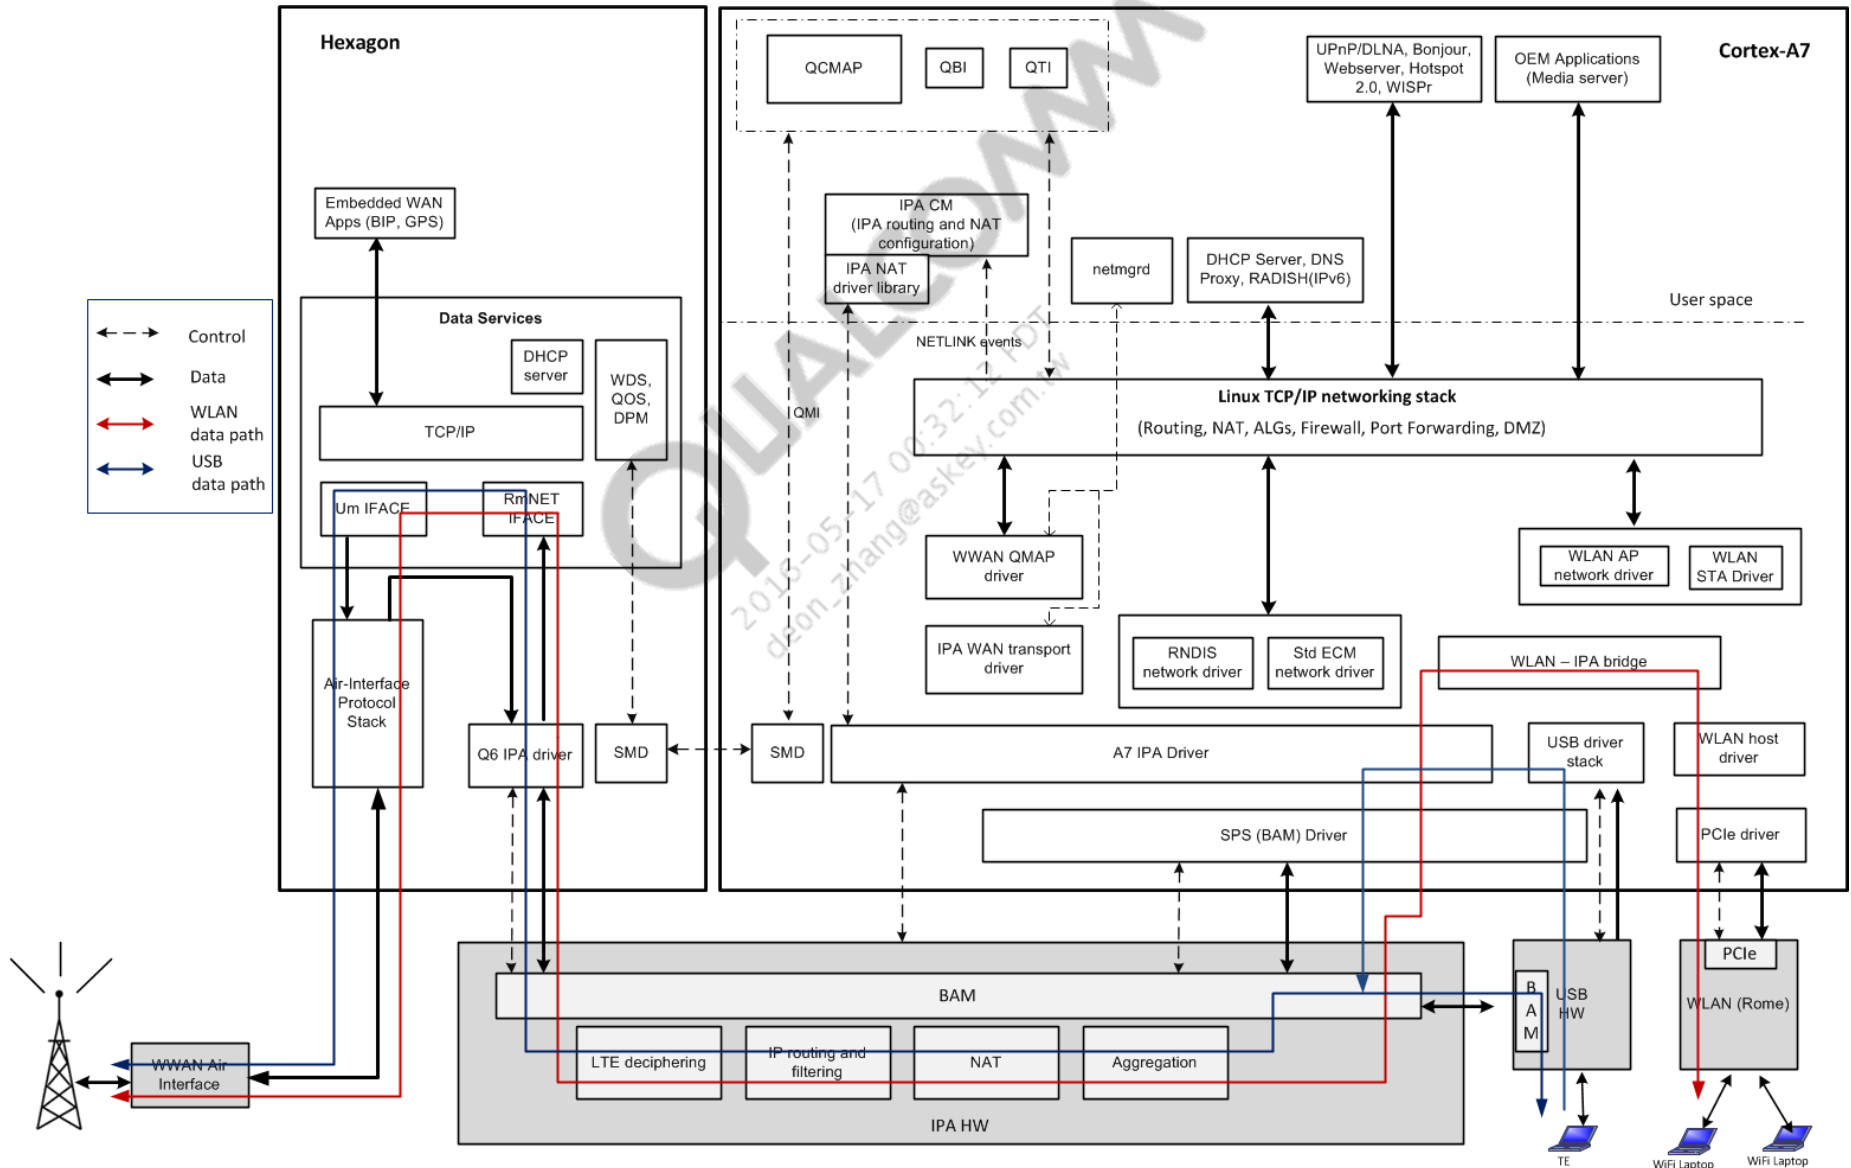 Hexagon
Cortex-A7
QCMAP
QBI
QTI
UPnP/DLNA, Bonjour,
Webserver, Hotspot
2.0, WISPr
OEM Applications
(Media server)
QUALCOMM
2016-05-17 00:32:12 PDT
deon_zhang@askey.com.tw
Embedded WAN
Apps (BIP, GPS)
IPA CM
(IPA routing and NAT
configuration)
IPA NAT
driver library
netmgrd
DHCP Server, DNS
Proxy, RADISH(IPv6)
User space
Control
Data
WLAN
data path
USB
data path
Data Services
DHCP
server
WDS,
QOS,
DPM
TCP/IP
Um IFACE
RmNET
IFACE
NETLINK events
QMI
Linux TCP/IP networking stack
(Routing, NAT, ALGs, Firewall, Port Forwarding, DMZ)
WWAN QMAP
driver
WLAN AP
network driver
WLAN
STA Driver
IPA WAN transport
driver
RNDIS
network driver
Std ECM
network driver
WLAN – IPA bridge
Air-Interface
Protocol
Stack
Q6 IPA driver
SMD
SMD
A7 IPA Driver
USB driver
stack
WLAN host
driver
SPS (BAM) Driver
PCIe driver
WWAN Air
Interface
BAM
LTE deciphering
IP routing and
filtering
NAT
Aggregation
IPA HW
B
A
M
USB
HW
PCIe
WLAN (Rome)
TE
WiFi Laptop
WiFi Laptop